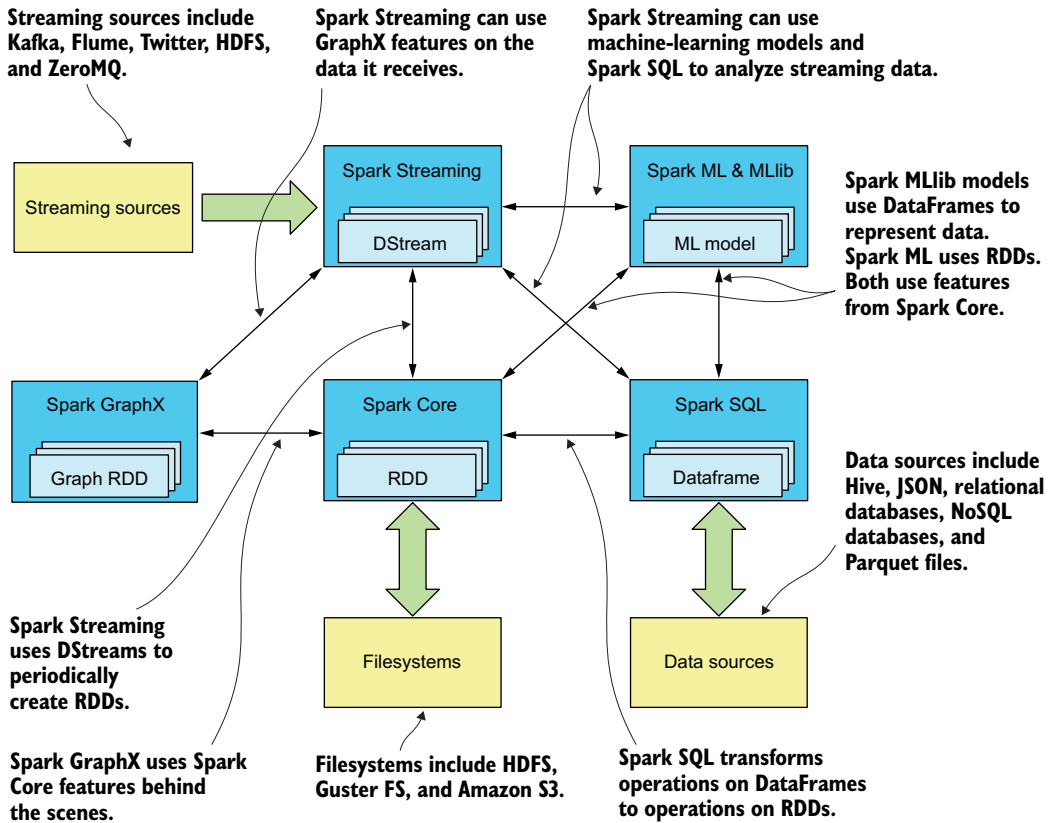 Streaming sources include
Kafka, Flume, Twitter, HDFS,
and ZeroMQ.
Spark Streaming can use
GraphX features on the
data it receives.
Spark Streaming can use
machine-learning models and
Spark SQL to analyze streaming data.
Streaming sources
Spark Streaming
DStream
Spark ML & MLlib
ML model
Spark MLlib models
use DataFrames to
represent data.
Spark ML uses RDDs.
Both use features
from Spark Core.
Spark GraphX
Graph RDD
Spark Core
RDD
Spark SQL
Dataframe
Data sources include
Hive, JSON, relational
databases, NoSQL
databases, and
Parquet files.
Spark Streaming
uses DStreams to
periodically
create RDDs.
Filesystems
Data sources
Spark GraphX uses Spark
Core features behind
the scenes.
Filesystems include HDFS,
Guster FS, and Amazon S3.
Spark SQL transforms
operations on DataFrames
to operations on RDDs.